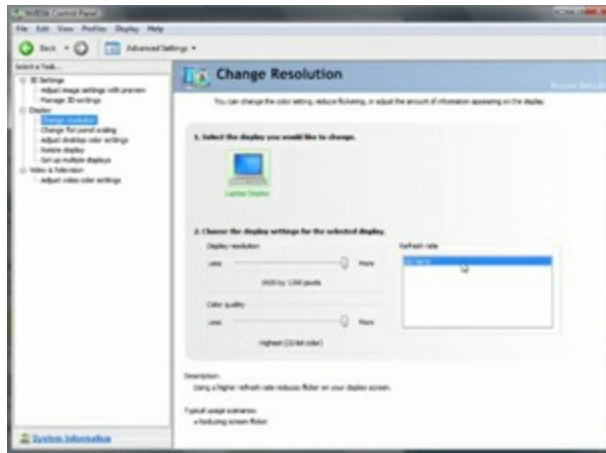 NVIDIA Control Panel
File Edit View Profiles Display Help
Back Advanced Settings
Select a Task...
3D Settings
Adjust image settings with preview
Manage 3D settings
Display
Change resolution
Change flat panel scaling
Adjust desktop color settings
Rotate display
Set up multiple displays
Video & Television
Adjust video color settings
System Information
Change Resolution
You can change the color setting, reduce flickering, or adjust the amount of information appearing on the display.
1. Select the display you would like to change.
Laptop Display
2. Choose the display settings for the selected display.
Display resolution
Less More
by 1200 pixels
Refresh rate
Color quality
Less More
Highest (32-bit color)
Description:
Using a higher refresh rate reduces flicker on your display screen.
Typical usage scenarios:
Reducing screen flicker